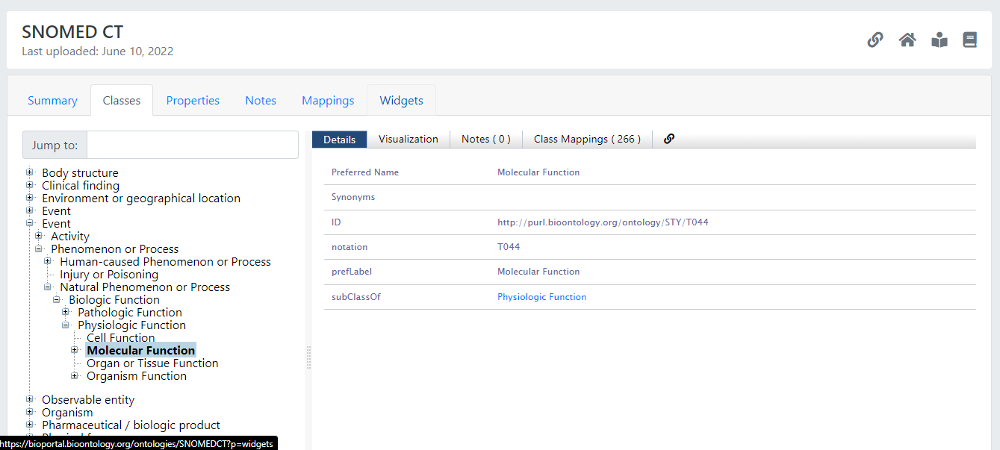 SNOMED CT
Last uploaded: June 10, 2022
Summary Classes Properties Notes Mappings Widgets
Jump to:
Body structure
Clinical finding
Environment or geographical location
Event
Event
Activity
Phenomenon or Process
Human-caused Phenomenon or Process
Injury or Poisoning
Natural Phenomenon or Process
Biologic Function
Pathologic Function
Physiologic Function
Cell Function
Molecular Function
Organ or Tissue Function
Organism Function
Observable entity
Organism
Pharmaceutical / biologic product
https://bioportal.bioontology.org/ontologies/SNOMEDCT?p=widgets
Details Visualization Notes ( 0 ) Class Mappings ( 266 )
Preferred Name Molecular Function
Synonyms
ID http://purl.bioontology.org/ontology/STY/T044
notation T044
prefLabel Molecular Function
subClassOf Physiologic Function